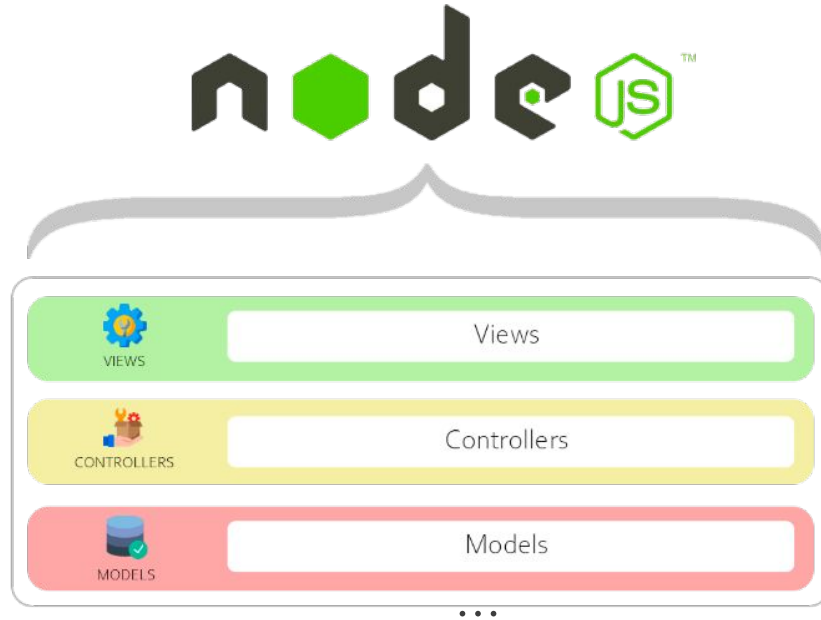 node JS ™
VIEWS
Views
CONTROLLERS
Controllers
MODELS
Models
...